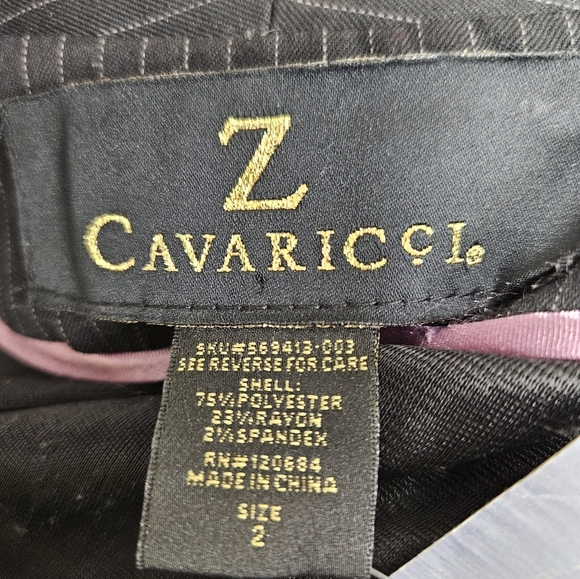 Z
CAVARICCI®
SKU#569413-003
SEE REVERSE FOR CARE
SHELL:
75% POLYESTER
23% RAYON
2% SPANDEX
RN#120684
MADE IN CHINA
SIZE
2